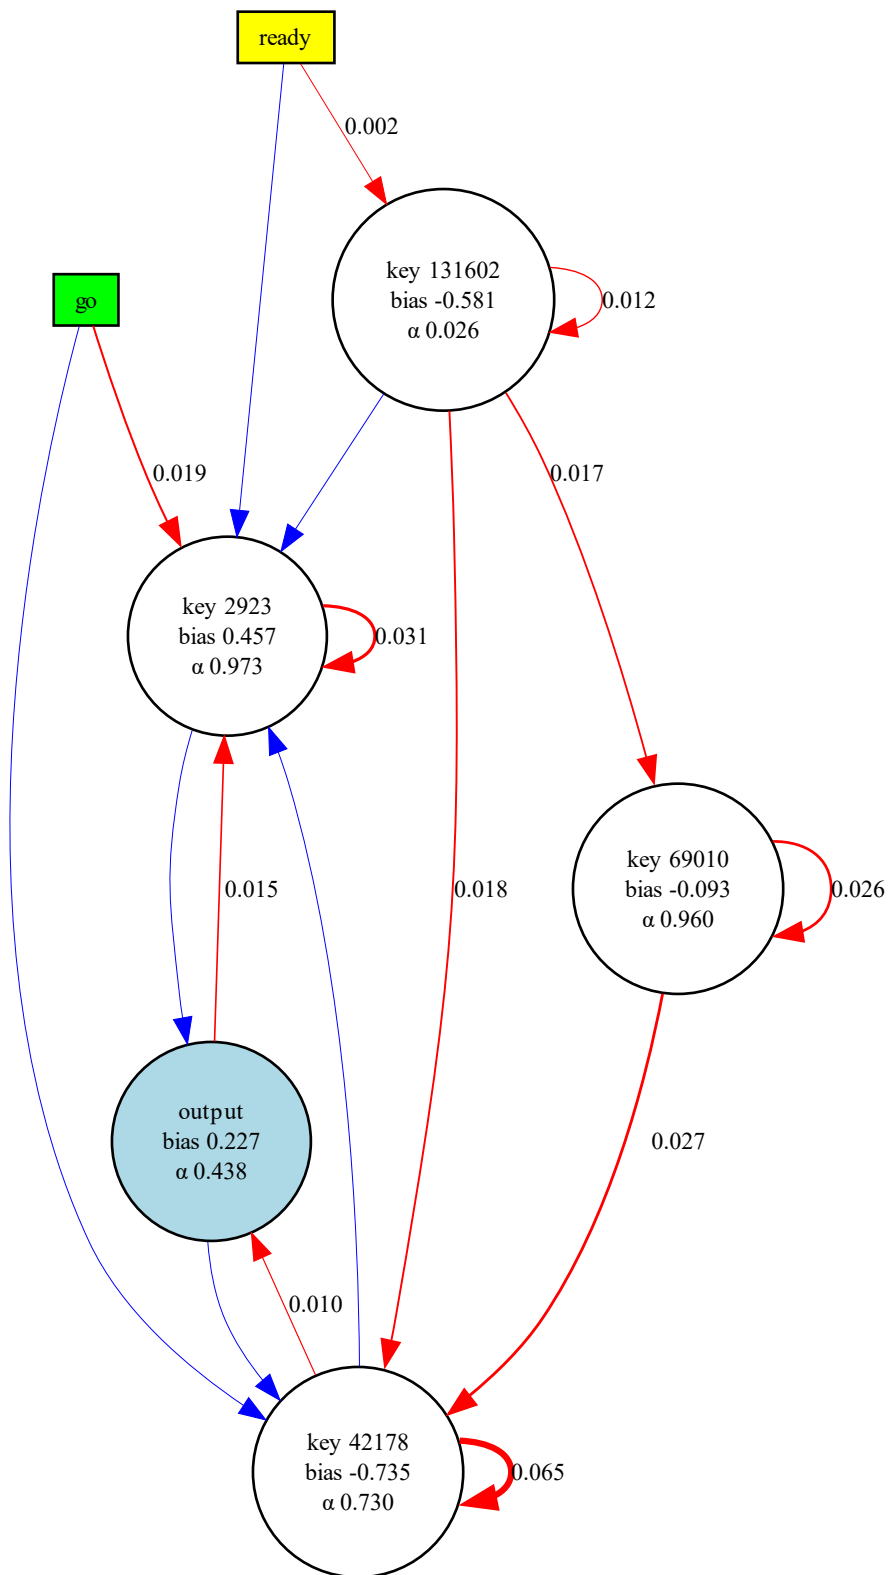 ready
0.002
key 131602
bias -0.581
α 0.026
0.012
go
0.019
0.017
key 2923
bias 0.457
α 0.973
0.031
key 69010
bias -0.093
α 0.960
0.026
0.015
0.018
output
bias 0.227
α 0.438
0.027
0.010
key 42178
bias -0.735
α 0.730
0.065